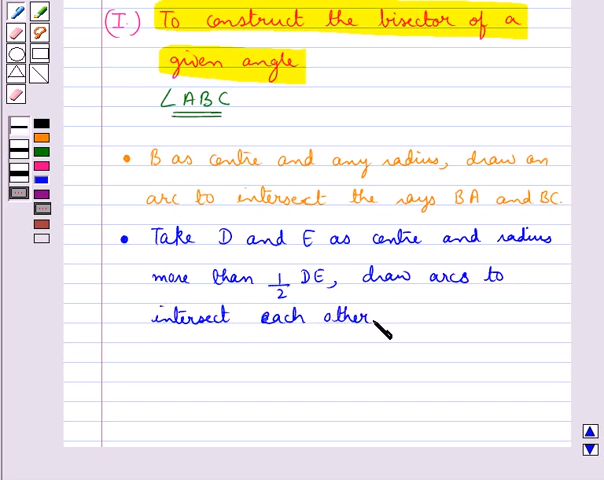 (I.) To construct the bisector of a
given angle
∠ABC
• B as centre and any radius, draw an
arc to intersect the rays BA and BC.
• Take D and E as centre and radius
more than 1/2 DE, draw arcs to
intersect each other